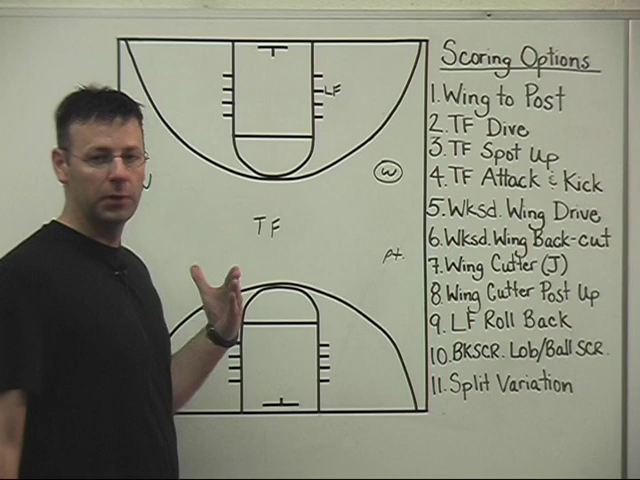 Scoring Options
1. Wing to Post
2. TF Dive
3. TF Spot Up
4. TF Attack & Kick
5. Wksd. Wing Drive
6. Wksd. Wing Back-cut
7. Wing Cutter (J)
8. Wing Cutter Post Up
9. LF Roll Back
10. BKSCR. Lob/Ball SCR.
11. Split Variation
LF
W
TF
pt.